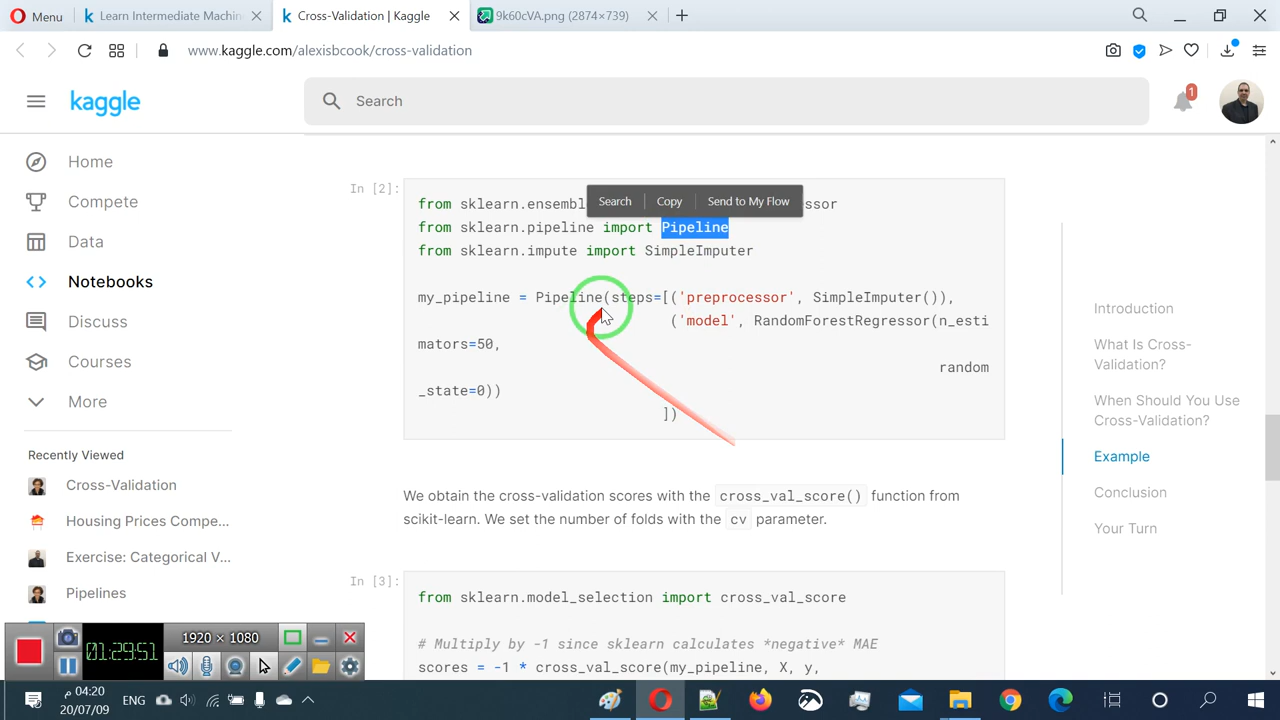 Menu
Learn Intermediate Machin
Cross-Validation | Kaggle
9k60cVA.png (2874×739)
www.kaggle.com/alexisbcook/cross-validation
kaggle
Search
1
Home
Compete
Data
Notebooks
Discuss
Courses
More
Recently Viewed
Cross-Validation
Housing Prices Compe...
Exercise: Categorical V...
Pipelines
In [2]:
Search Copy Send to My Flow
from sklearn.ensembl ssor
from sklearn.pipeline import Pipeline
from sklearn.impute import SimpleImputer
my_pipeline = Pipeline(steps=[('preprocessor', SimpleImputer()),
('model', RandomForestRegressor(n_esti
mators=50,
random
_state=0))
])
We obtain the cross-validation scores with the cross_val_score() function from
scikit-learn. We set the number of folds with the cv parameter.
In [3]:
from sklearn.model_selection import cross_val_score
# Multiply by -1 since sklearn calculates *negative* MAE
scores = -1 * cross_val_score(my_pipeline, X, y,
Introduction
What Is Cross-
Validation?
When Should You Use
Cross-Validation?
Example
Conclusion
Your Turn
01:29:51
1920 × 1080
04:20 م
20/07/09
ENG